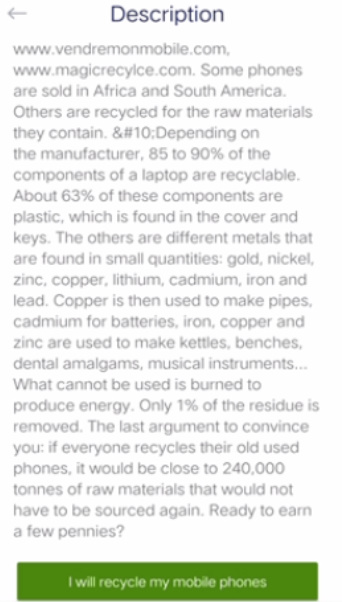 Description
www.vendremonmobile.com,
www.magicrecylce.com. Some phones
are sold in Africa and South America.
Others are recycled for the raw materials
they contain. &#10;Depending on
the manufacturer, 85 to 90% of the
components of a laptop are recyclable.
About 63% of these components are
plastic, which is found in the cover and
keys. The others are different metals that
are found in small quantities: gold, nickel,
zinc, copper, lithium, cadmium, iron and
lead. Copper is then used to make pipes,
cadmium for batteries, iron, copper and
zinc are used to make kettles, benches,
dental amalgams, musical instruments...
What cannot be used is burned to
produce energy. Only 1% of the residue is
removed. The last argument to convince
you: if everyone recycles their old used
phones, it would be close to 240,000
tonnes of raw materials that would not
have to be sourced again. Ready to earn
a few pennies?
I will recycle my mobile phones